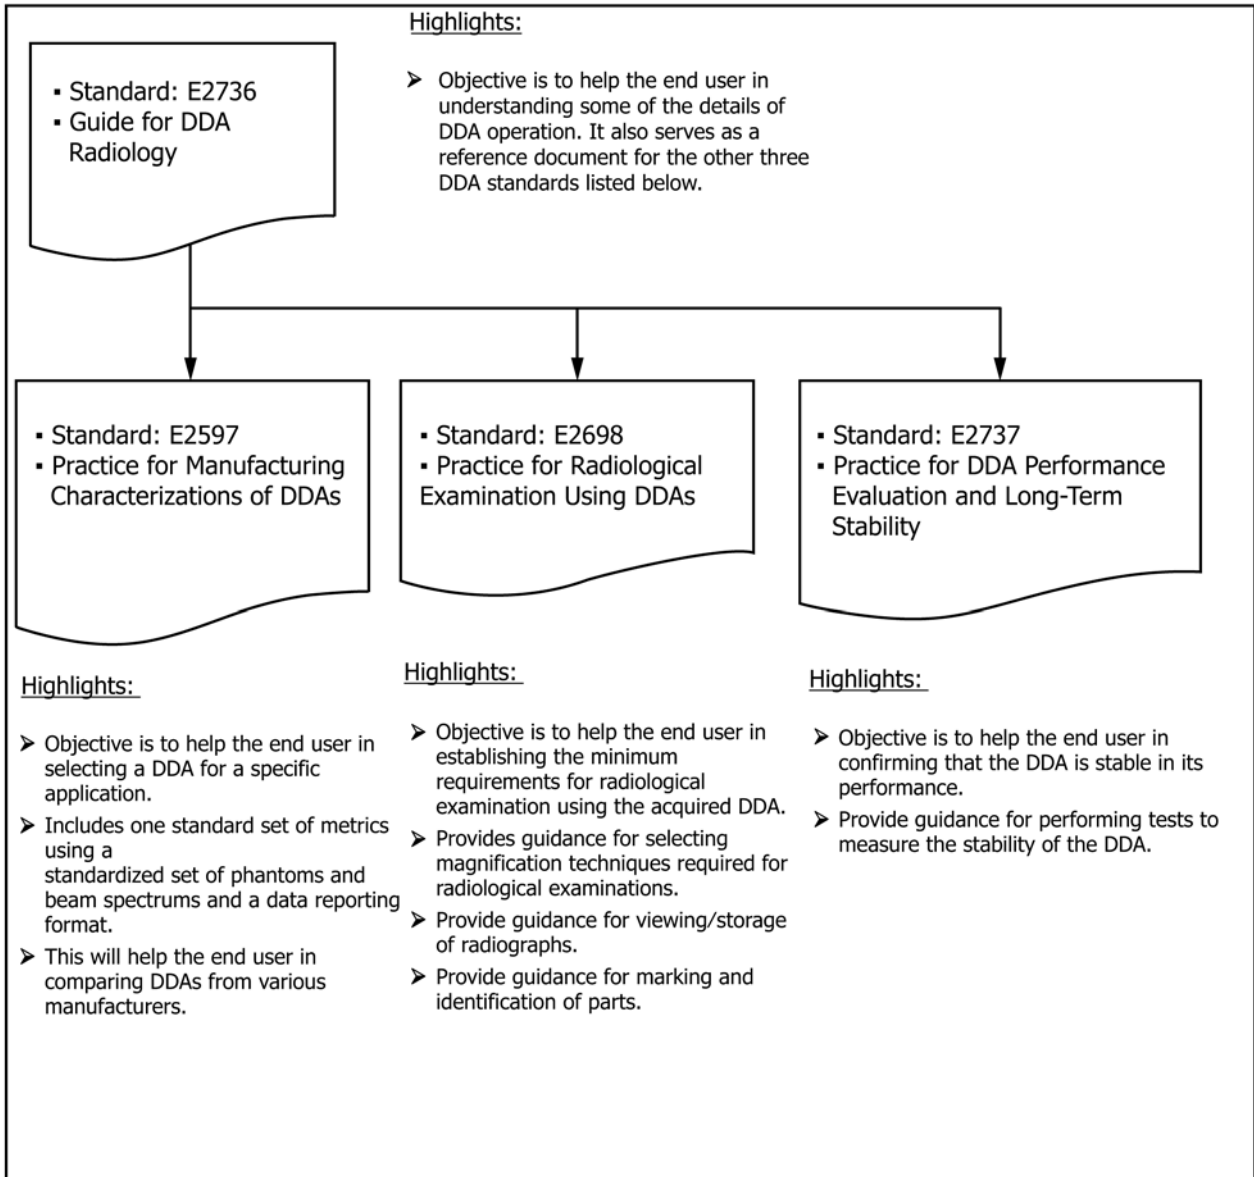 Highlights:
▪ Standard: E2736
▪ Guide for DDA
Radiology
➢ Objective is to help the end user in
understanding some of the details of
DDA operation. It also serves as a
reference document for the other three
DDA standards listed below.
▪ Standard: E2597
▪ Practice for Manufacturing
Characterizations of DDAs
▪ Standard: E2698
▪ Practice for Radiological
Examination Using DDAs
▪ Standard: E2737
▪ Practice for DDA Performance
Evaluation and Long-Term
Stability
Highlights:
➢ Objective is to help the end user in
selecting a DDA for a specific
application.
➢ Includes one standard set of metrics
using a
standardized set of phantoms and
beam spectrums and a data reporting
format.
➢ This will help the end user in
comparing DDAs from various
manufacturers.
Highlights:
➢ Objective is to help the end user in
establishing the minimum
requirements for radiological
examination using the acquired DDA.
➢ Provides guidance for selecting
magnification techniques required for
radiological examinations.
➢ Provide guidance for viewing/storage
of radiographs.
➢ Provide guidance for marking and
identification of parts.
Highlights:
➢ Objective is to help the end user in
confirming that the DDA is stable in its
performance.
➢ Provide guidance for performing tests to
measure the stability of the DDA.